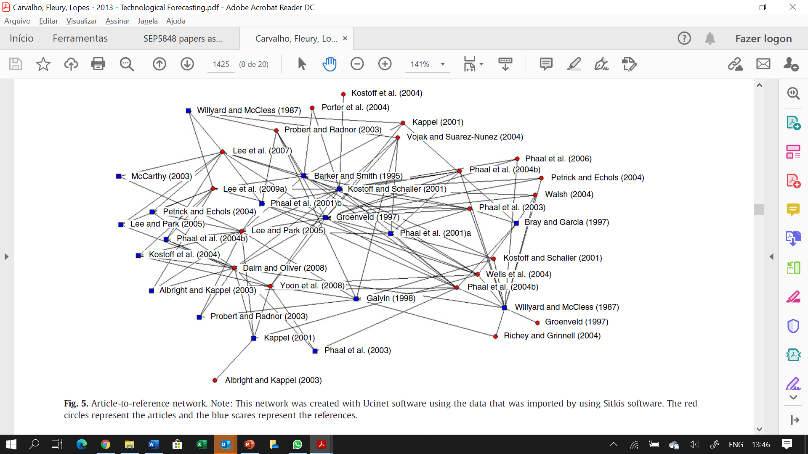 Carvalho, Fleury, Lopes - 2013 - Technological Forecasting.pdf - Adobe Acrobat Reader DC
Arquivo Editar Visualizar Assinar Janela Ajuda
Início Ferramentas SEP5848 papers as... Carvalho, Fleury, Lo... × Fazer logon
1425 (8 de 20) 141%
Kostoff et al. (2004)
Willyard and McCless (1987) Porter et al. (2004)
Kappel (2001)
Probert and Radnor (2003)
Vojak and Suarez-Nunez (2004)
Lee et al. (2007)
Phaal et al. (2006)
Phaal et al. (2004b)
McCarthy (2003) Barker and Smith (1995) Petrick and Echols (2004)
Lee et al. (2009a) Kostoff and Schaller (2001)
Walsh (2004)
Phaal et al. (2001)b
Phaal et al. (2003)
Petrick and Echols (2004) Groenveld (1997)
Lee and Park (2005) Bray and Garcia (1997)
Lee and Park (2005) Phaal et al. (2001)a
Phaal et al. (2004b)
Kostoff et al. (2004) Kostoff and Schaller (2001)
Daim and Oliver (2008)
Wells et al. (2004)
Albright and Kappel (2003) Yoon et al. (2008) Phaal et al. (2004b)
Galvin (1998)
Willyard and McCless (1987)
Probert and Radnor (2003)
Groenveld (1997)
Kappel (2001) Richey and Grinnell (2004)
Phaal et al. (2003)
Albright and Kappel (2003)
Fig. 5. Article-to-reference network. Note: This network was created with Ucinet software using the data that was imported by using Sitkis software. The red
circles represent the articles and the blue scares represent the references.
ENG 13:46